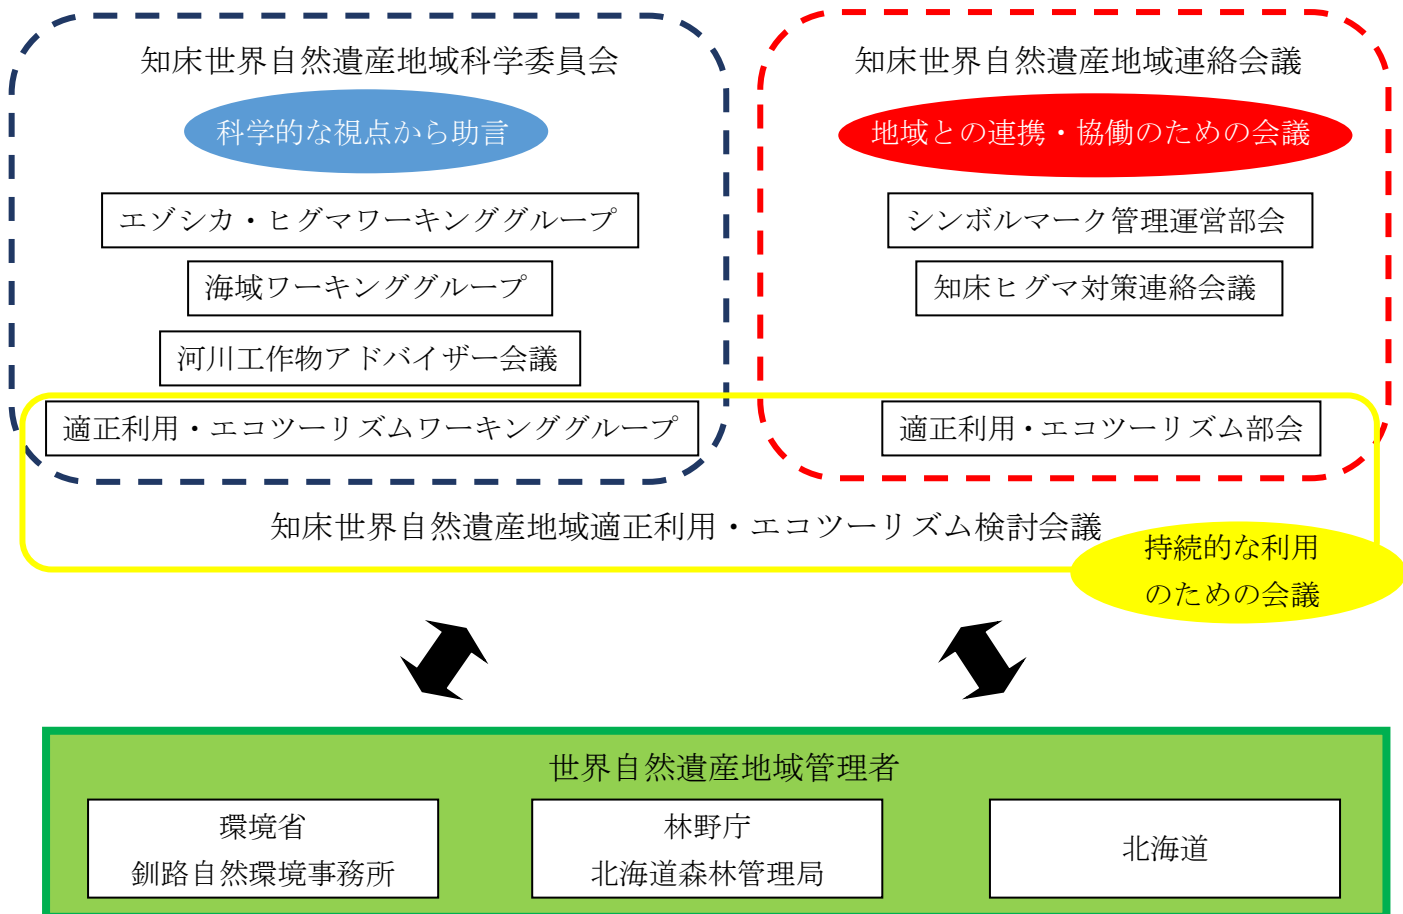 知床世界自然遺産地域科学委員会
科学的な視点から助言
エゾシカ・ヒグマワーキンググループ
海域ワーキンググループ
河川工作物アドバイザー会議
適正利用・エコツーリズムワーキンググループ
知床世界自然遺産地域連絡会議
地域との連携・協働のための会議
シンボルマーク管理運営部会
知床ヒグマ対策連絡会議
適正利用・エコツーリズム部会
知床世界自然遺産地域適正利用・エコツーリズム検討会議
持続的な利用
のための会議
世界自然遺産地域管理者
環境省
釧路自然環境事務所
林野庁
北海道森林管理局
北海道